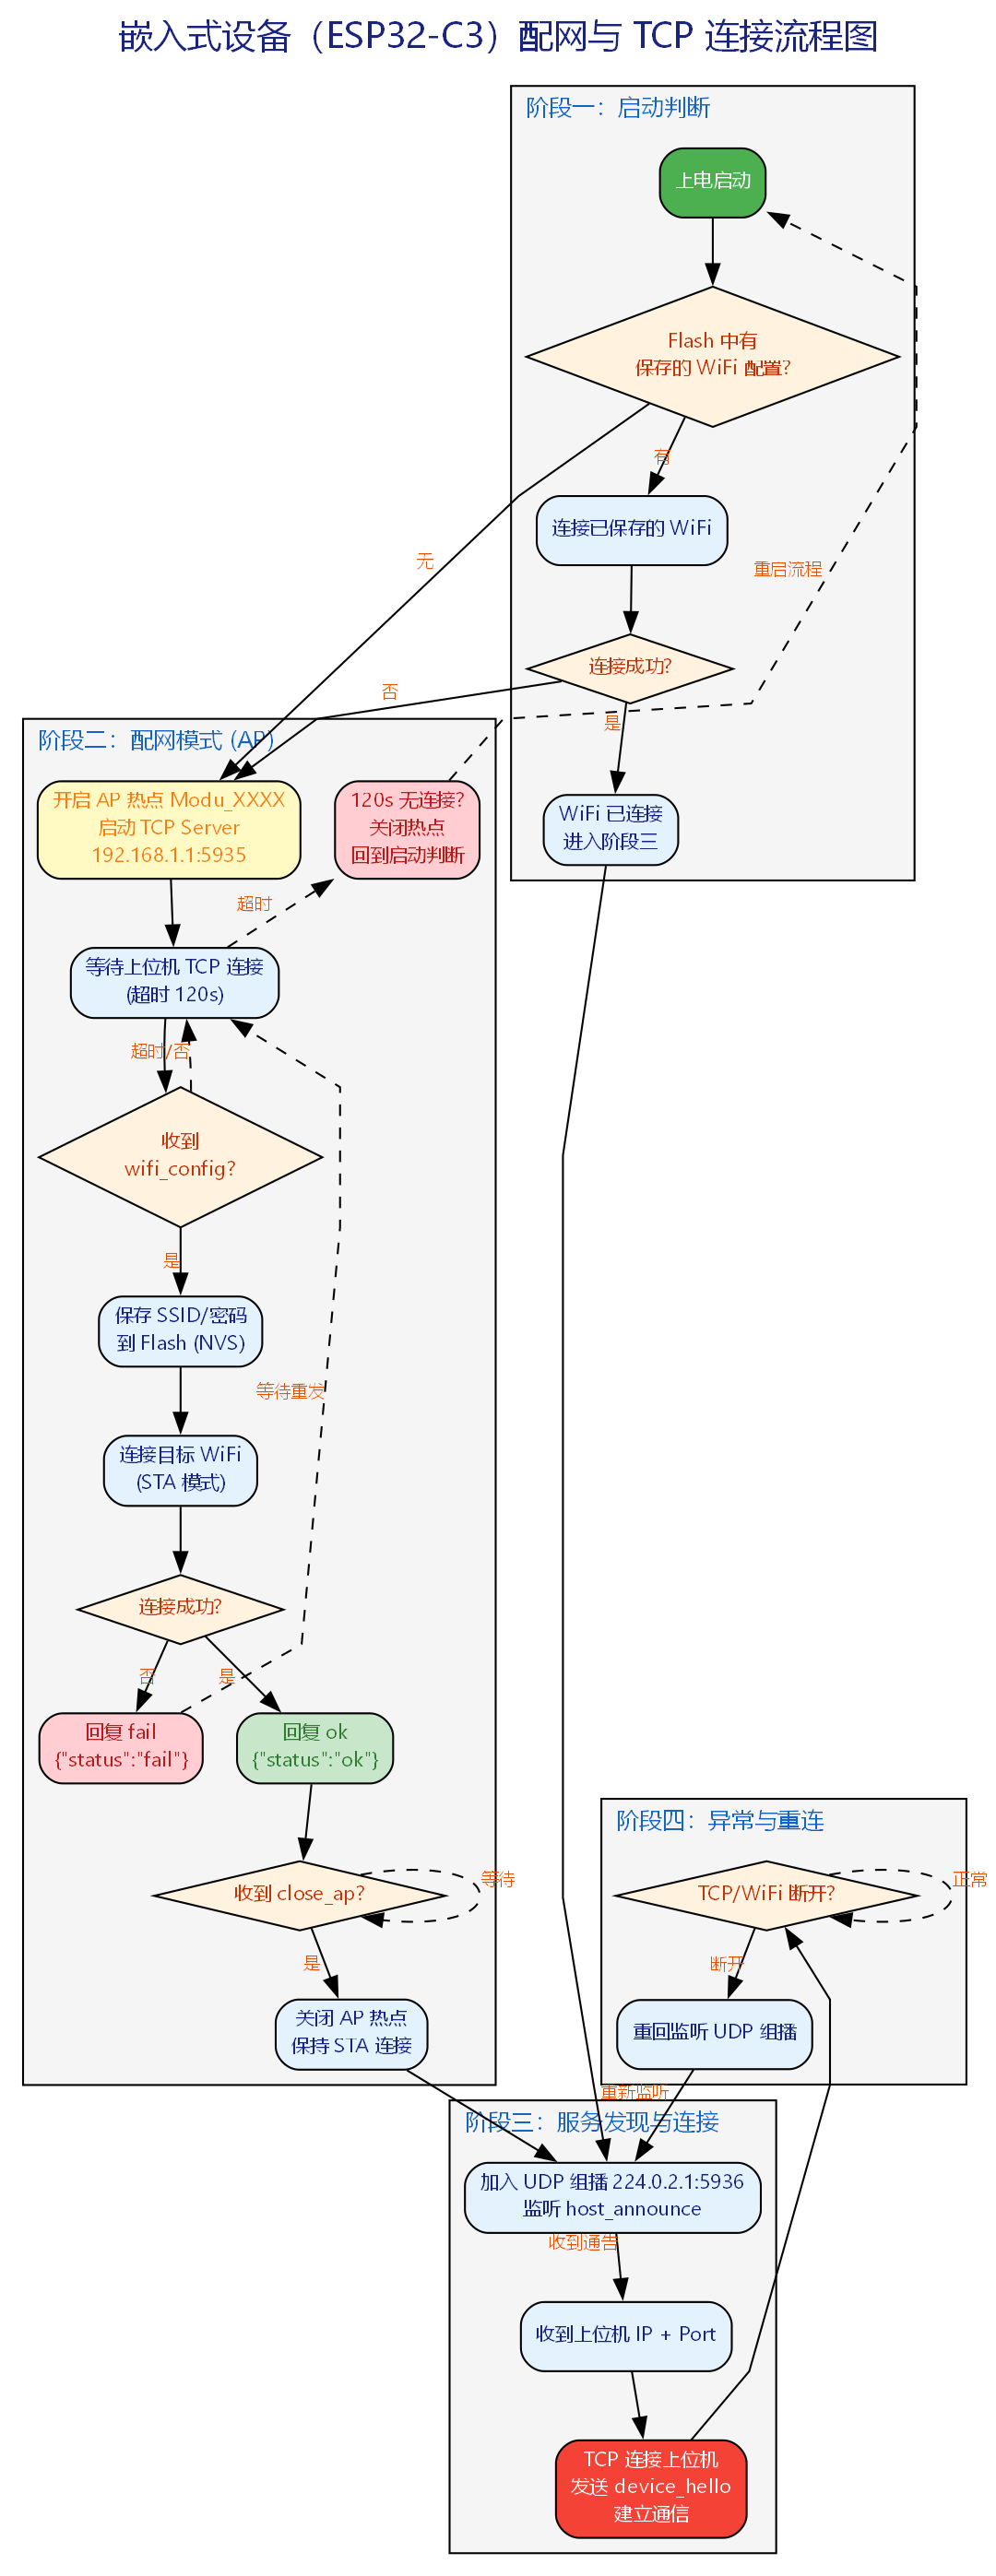 嵌入式设备（ESP32-C3）配网与 TCP 连接流程图
阶段一：启动判断
上电启动
Flash 中有
保存的 WiFi 配置?
有
无
连接已保存的 WiFi
重启流程
连接成功?
否
是
WiFi 已连接
进入阶段三
阶段二：配网模式 (AP)
开启 AP 热点 Modu_XXXX
启动 TCP Server
192.168.1.1:5935
120s 无连接?
关闭热点
回到启动判断
超时
等待上位机 TCP 连接
(超时 120s)
超时/否
收到
wifi_config?
是
保存 SSID/密码
到 Flash (NVS)
等待重发
连接目标 WiFi
(STA 模式)
连接成功?
否
是
回复 fail
{"status":"fail"}
回复 ok
{"status":"ok"}
收到 close_ap?
等待
是
关闭 AP 热点
保持 STA 连接
阶段四：异常与重连
TCP/WiFi 断开?
正常
断开
重回监听 UDP 组播
重新监听
阶段三：服务发现与连接
加入 UDP 组播 224.0.2.1:5936
监听 host_announce
收到通告
收到上位机 IP + Port
TCP 连接上位机
发送 device_hello
建立通信